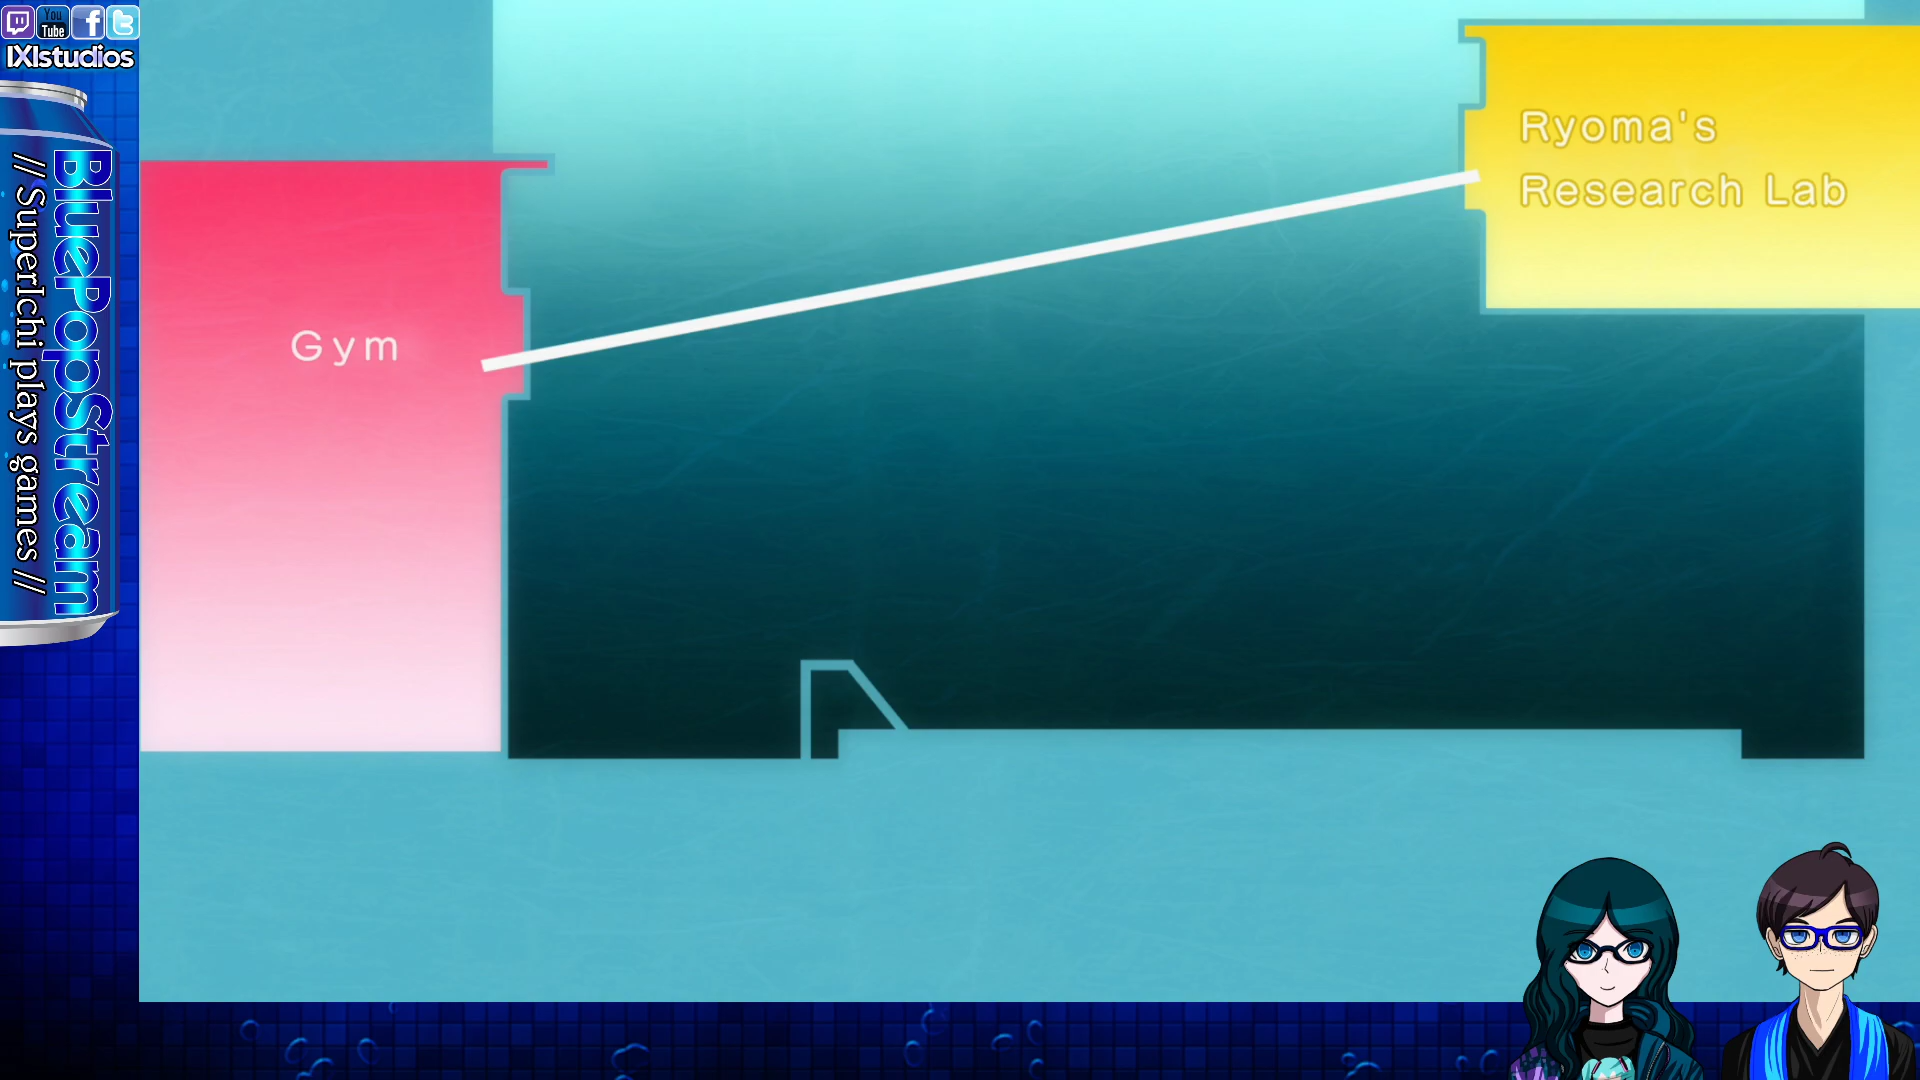 You
Tube
IXIstudios
BluePopStream
// SuperIchi plays games //
Gym
Ryoma's
Research Lab